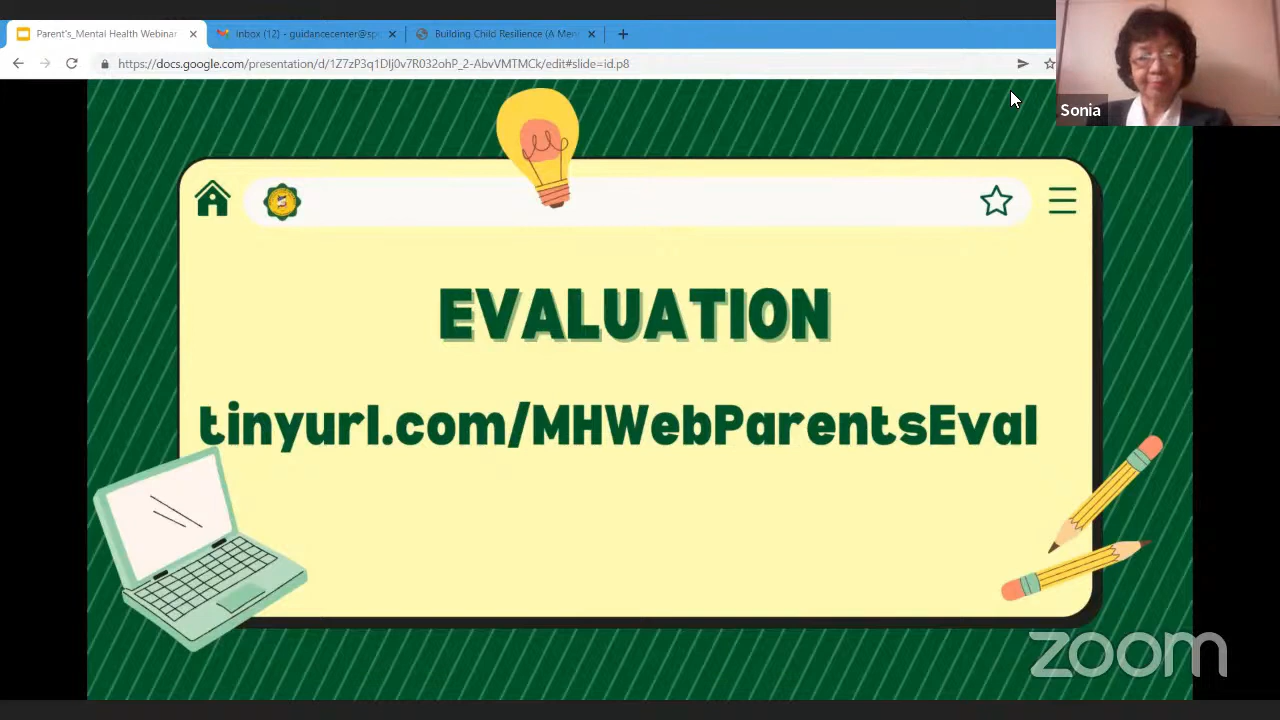 Parent's_Mental Health Webinar
Inbox (12) - guidancecenter@sp
Building Child Resilience (A Men
https://docs.google.com/presentation/d/1Z7zP3q1DIj0v7R032ohP_2-AbvVMTMCk/edit#slide=id.p8
Sonia
EVALUATION
tinyurl.com/MHWebParentsEval
zoom